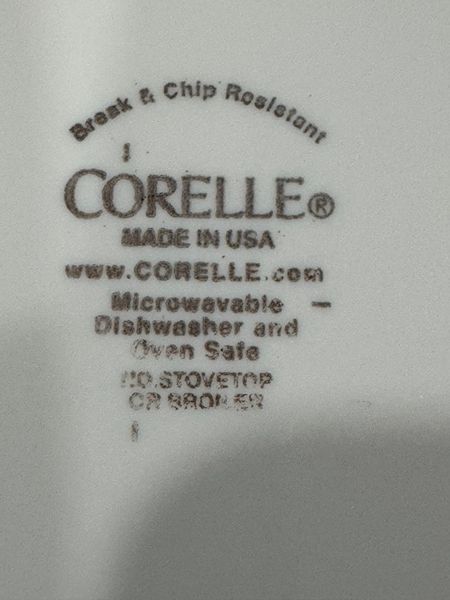 Break & Chip Resistant
CORELLE®
MADE IN USA
www.CORELLE.com
Microwavable
Dishwasher and
Oven Safe
NO STOVETOP
OR BROILER